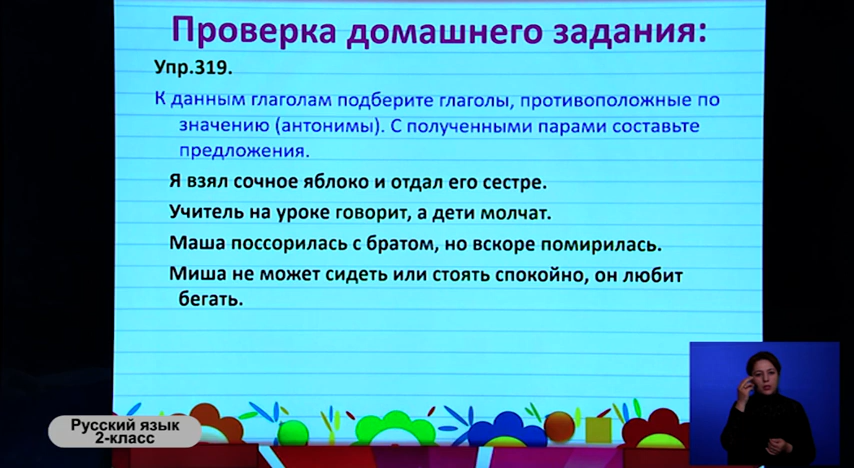 Проверка домашнего задания:
Упр.319.
К данным глаголам подберите глаголы, противоположные по
значению (антонимы). С полученными парами составьте
предложения.
Я взял сочное яблоко и отдал его сестре.
Учитель на уроке говорит, а дети молчат.
Маша поссорилась с братом, но вскоре помирилась.
Миша не может сидеть или стоять спокойно, он любит
бегать.
Русский язык
2-класс